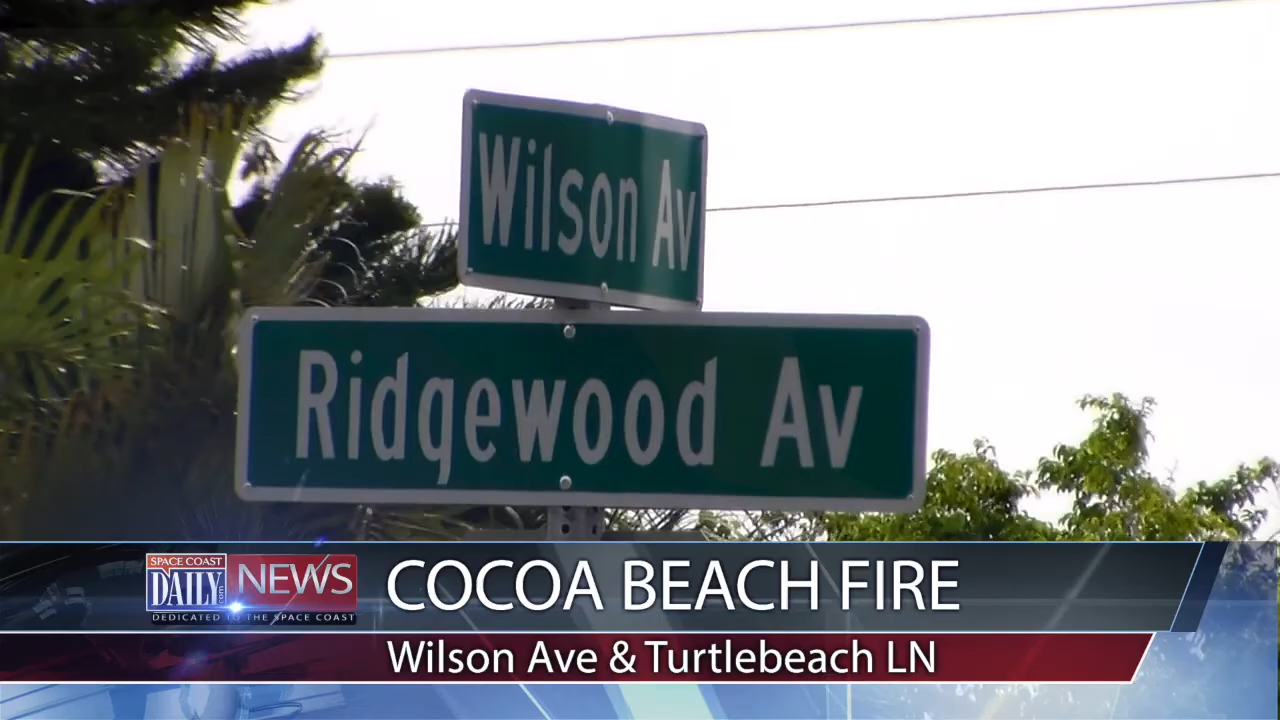 Wilson Av
Ridgewood Av
SPACE COAST
DAILY.com
NEWS
DEDICATED TO THE SPACE COAST
COCOA BEACH FIRE
Wilson Ave & Turtlebeach LN